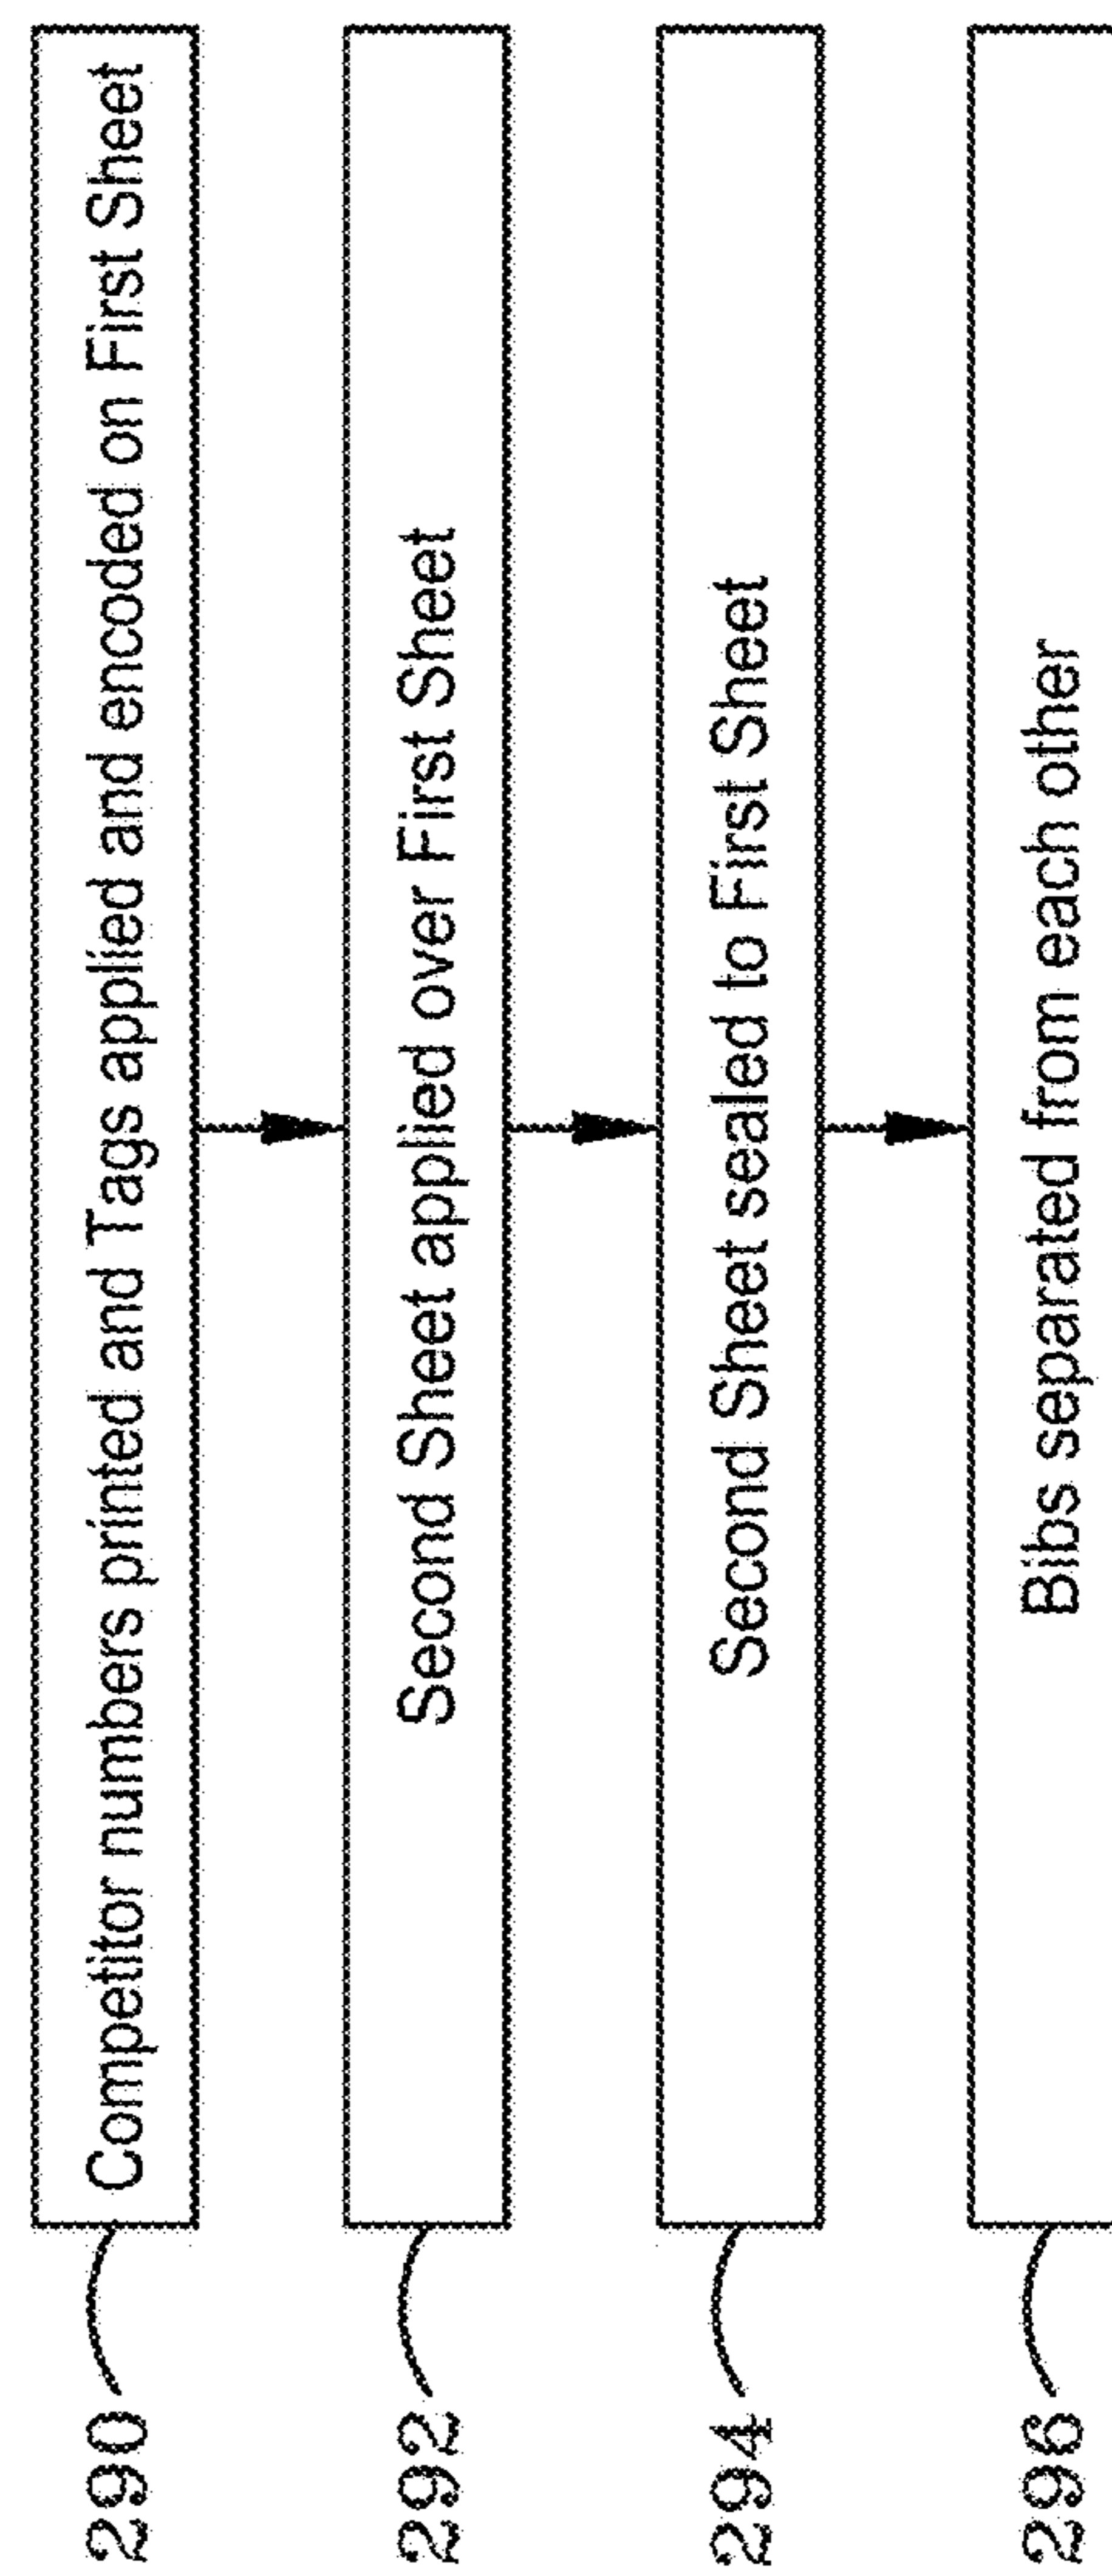 290 Competitor numbers printed and Tags applied and encoded on First Sheet
292 Second Sheet applied over First Sheet
294 Second Sheet sealed to First Sheet
296 Bibs separated from each other